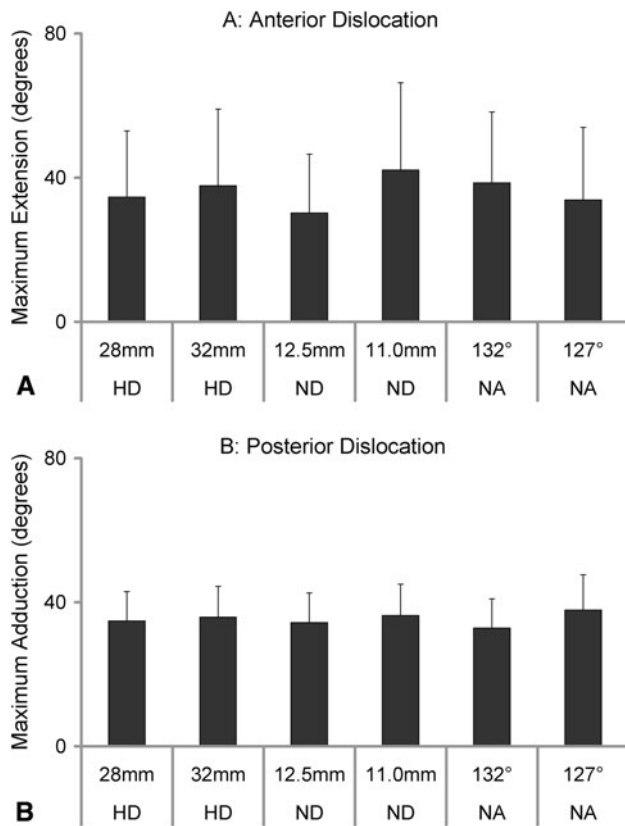 A: Anterior Dislocation
Maximum Extension (degrees)
80
40
0
28mm 32mm 12.5mm 11.0mm 132° 127°
A HD HD ND ND NA NA
B: Posterior Dislocation
Maximum Adduction (degrees)
80
40
0
28mm 32mm 12.5mm 11.0mm 132° 127°
B HD HD ND ND NA NA